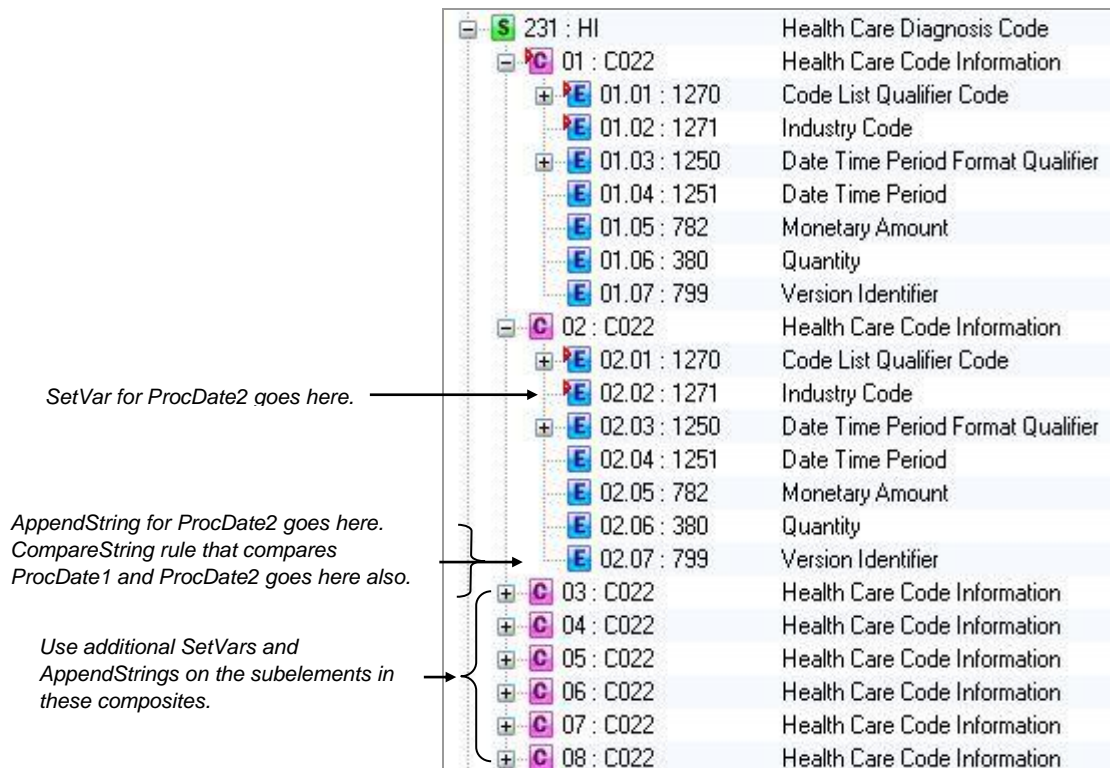 S 231 : HI Health Care Diagnosis Code
C 01 : C022 Health Care Code Information
E 01.01 : 1270 Code List Qualifier Code
E 01.02 : 1271 Industry Code
E 01.03 : 1250 Date Time Period Format Qualifier
E 01.04 : 1251 Date Time Period
E 01.05 : 782 Monetary Amount
E 01.06 : 380 Quantity
E 01.07 : 799 Version Identifier
C 02 : C022 Health Care Code Information
E 02.01 : 1270 Code List Qualifier Code
SetVar for ProcDate2 goes here.
E 02.02 : 1271 Industry Code
E 02.03 : 1250 Date Time Period Format Qualifier
E 02.04 : 1251 Date Time Period
E 02.05 : 782 Monetary Amount
AppendString for ProcDate2 goes here.
CompareString rule that compares
ProcDate1 and ProcDate2 goes here also.
E 02.06 : 380 Quantity
E 02.07 : 799 Version Identifier
C 03 : C022 Health Care Code Information
Use additional SetVars and
AppendStrings on the subelements in
these composites.
C 04 : C022 Health Care Code Information
C 05 : C022 Health Care Code Information
C 06 : C022 Health Care Code Information
C 07 : C022 Health Care Code Information
C 08 : C022 Health Care Code Information